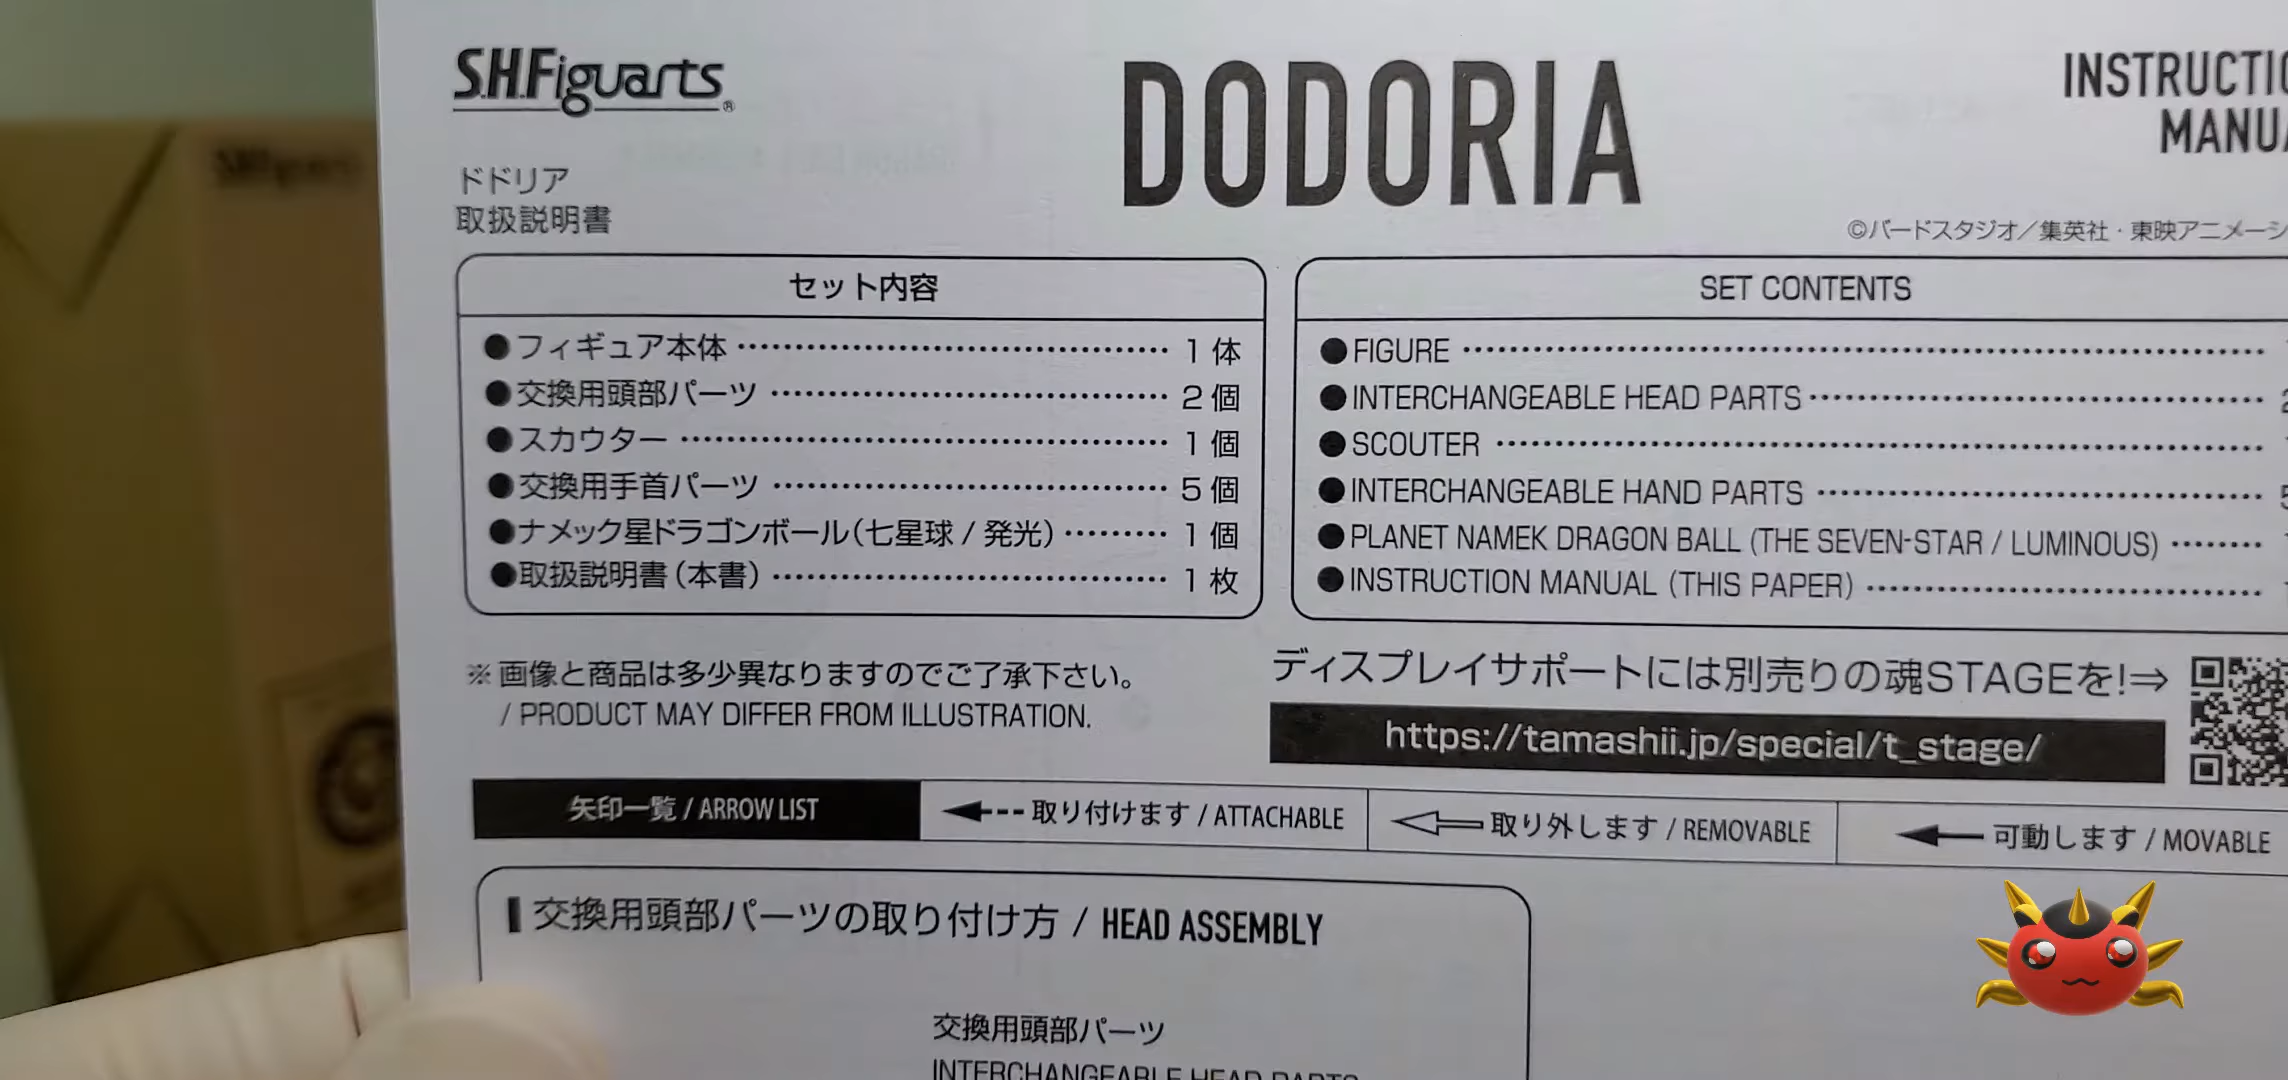 S.H.Figuarts®
DODORIA
INSTRUCTIO
MANUA
ドドリア
取扱説明書
©バードスタジオ／集英社・東映アニメーシ
セット内容
●フィギュア本体 1 体
●交換用頭部パーツ 2 個
●スカウター 1 個
●交換用手首パーツ 5 個
●ナメック星ドラゴンボール（七星球 / 発光） 1 個
●取扱説明書（本書） 1 枚
SET CONTENTS
●FIGURE
●INTERCHANGEABLE HEAD PARTS
●SCOUTER
●INTERCHANGEABLE HAND PARTS
●PLANET NAMEK DRAGON BALL (THE SEVEN-STAR / LUMINOUS)
●INSTRUCTION MANUAL (THIS PAPER)
※ 画像と商品は多少異なりますのでご了承下さい。
/ PRODUCT MAY DIFFER FROM ILLUSTRATION.
ディスプレイサポートには別売りの魂STAGEを!⇒
https://tamashii.jp/special/t_stage/
矢印一覧 / ARROW LIST
取り付けます / ATTACHABLE
取り外します / REMOVABLE
可動します / MOVABLE
交換用頭部パーツの取り付け方 / HEAD ASSEMBLY
交換用頭部パーツ
INTERCHANGEABLE HEAD PARTS